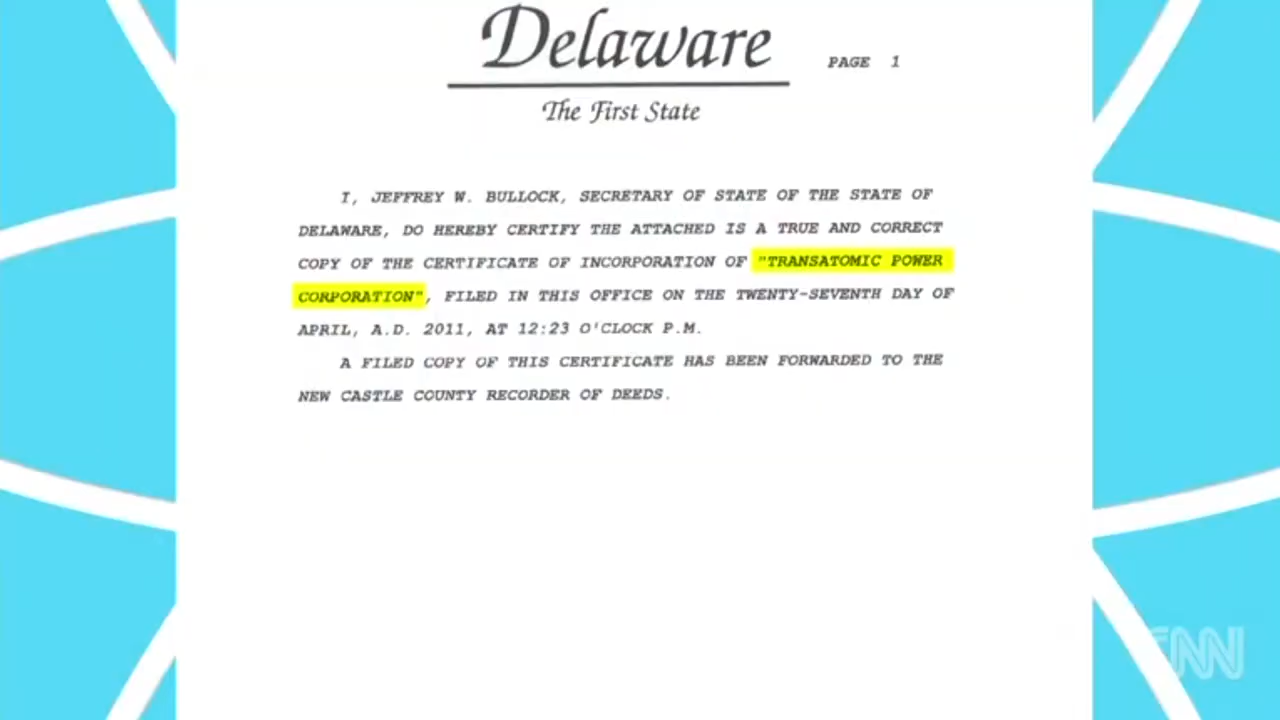 Delaware
PAGE 1
The First State
I, JEFFREY W. BULLOCK, SECRETARY OF STATE OF THE STATE OF
DELAWARE, DO HEREBY CERTIFY THE ATTACHED IS A TRUE AND CORRECT
COPY OF THE CERTIFICATE OF INCORPORATION OF "TRANSATOMIC POWER
CORPORATION", FILED IN THIS OFFICE ON THE TWENTY-SEVENTH DAY OF
APRIL, A.D. 2011, AT 12:23 O'CLOCK P.M.
A FILED COPY OF THIS CERTIFICATE HAS BEEN FORWARDED TO THE
NEW CASTLE COUNTY RECORDER OF DEEDS.
CNN